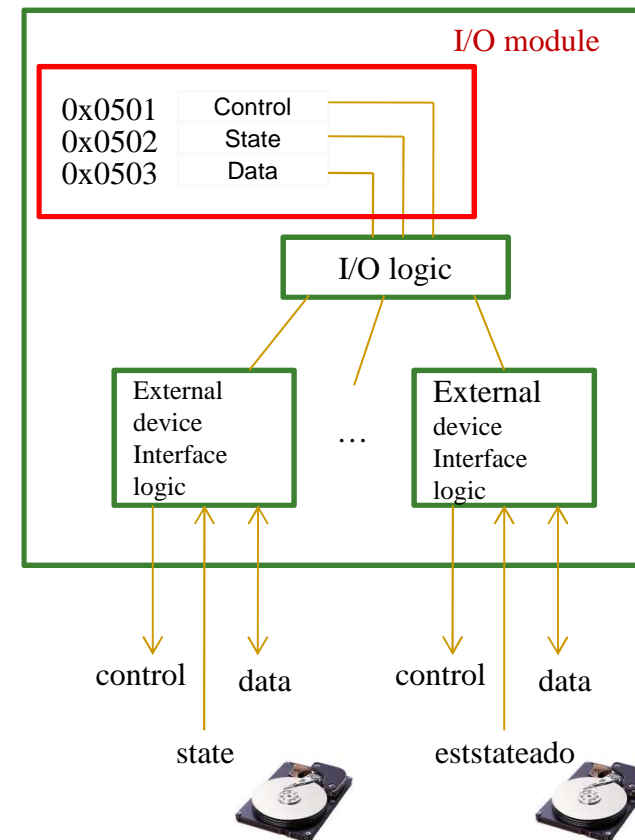 I/O module
0x0501 Control
0x0502 State
0x0503 Data
I/O logic
External
device
Interface
logic
…
External
device
Interface
logic
control
data
control
data
state
eststateado